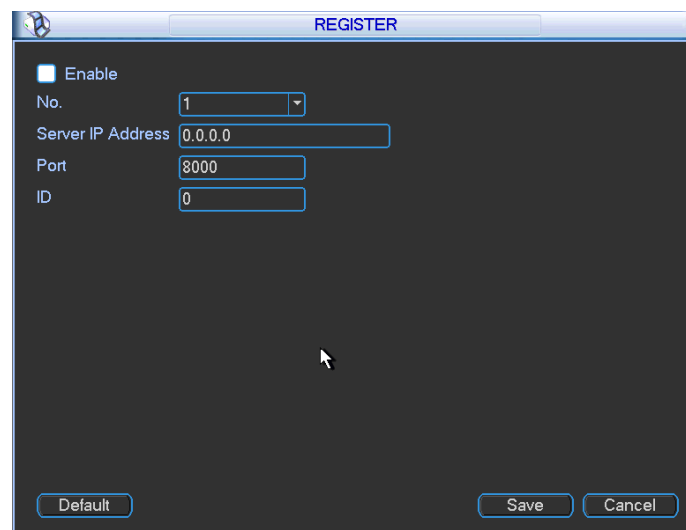 REGISTER
Enable
No. 1
Server IP Address 0.0.0.0
Port 8000
ID 0
Default Save Cancel